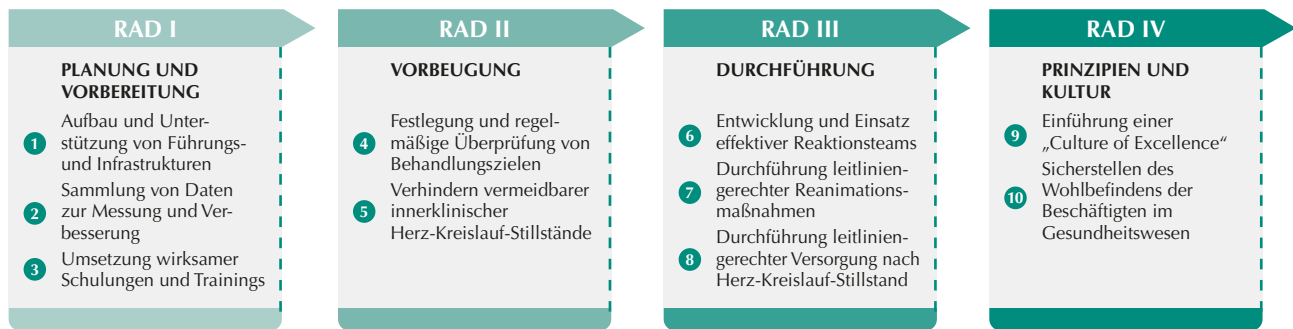 RAD I
PLANUNG UND
VORBEREITUNG
1
Aufbau und Unter-
stützung von Führungs-
und Infrastrukturen
2
Sammlung von Daten
zur Messung und Ver-
besserung
3
Umsetzung wirksamer
Schulungen und Trainings
RAD II
VORBEUGUNG
4
Festlegung und regel-
mäßige Überprüfung von
Behandlungszielen
5
Verhindern vermeidbarer
innerklinischer
Herz-Kreislauf-Stillstände
RAD III
DURCHFÜHRUNG
6
Entwicklung und Einsatz
effektiver Reaktionsteams
7
Durchführung leitlinien-
gerechter Reanimations-
maßnahmen
8
Durchführung leitlinien-
gerechter Versorgung nach
Herz-Kreislauf-Stillstand
RAD IV
PRINZIPIEN UND
KULTUR
9
Einführung einer
„Culture of Excellence“
10
Sicherstellen des
Wohlbefindens der
Beschäftigten im
Gesundheitswesen